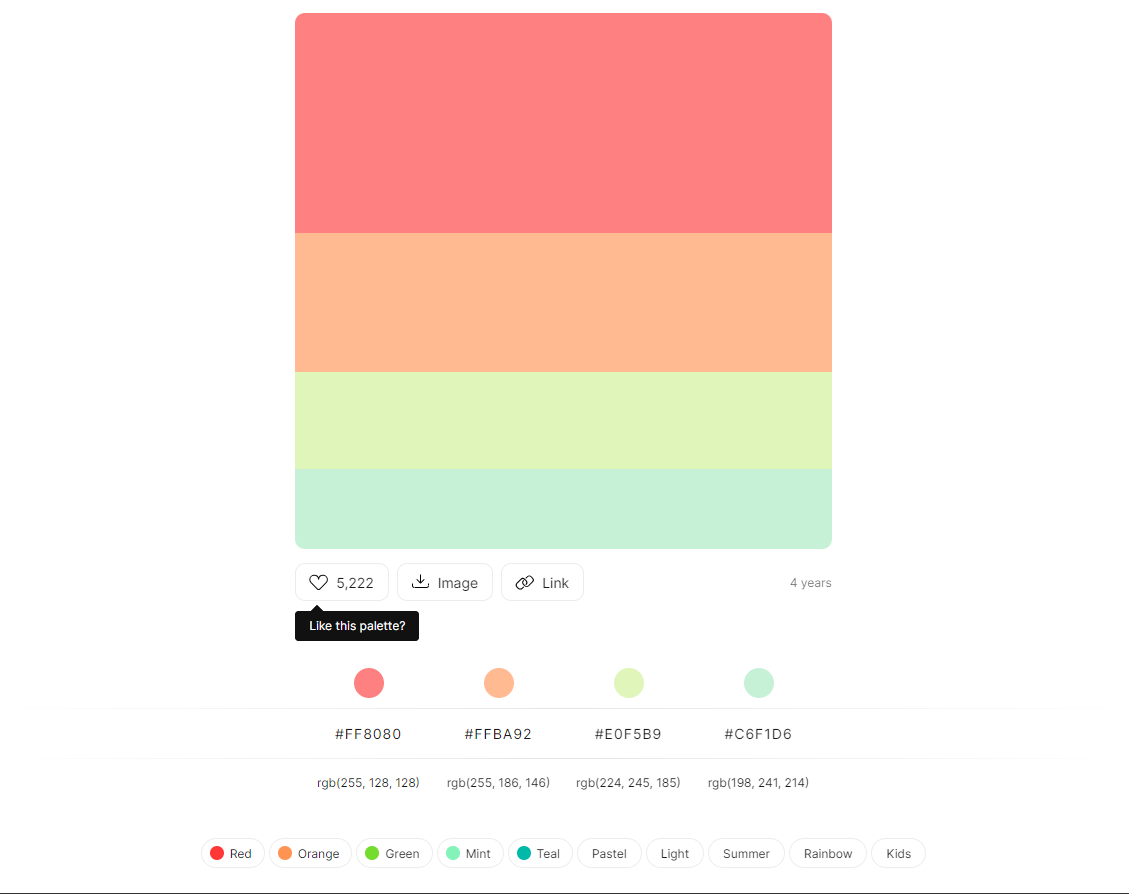 5,222 Image Link 4 years
Like this palette?
#FF8080 #FFBA92 #E0F5B9 #C6F1D6
rgb(255, 128, 128) rgb(255, 186, 146) rgb(224, 245, 185) rgb(198, 241, 214)
Red Orange Green Mint Teal Pastel Light Summer Rainbow Kids